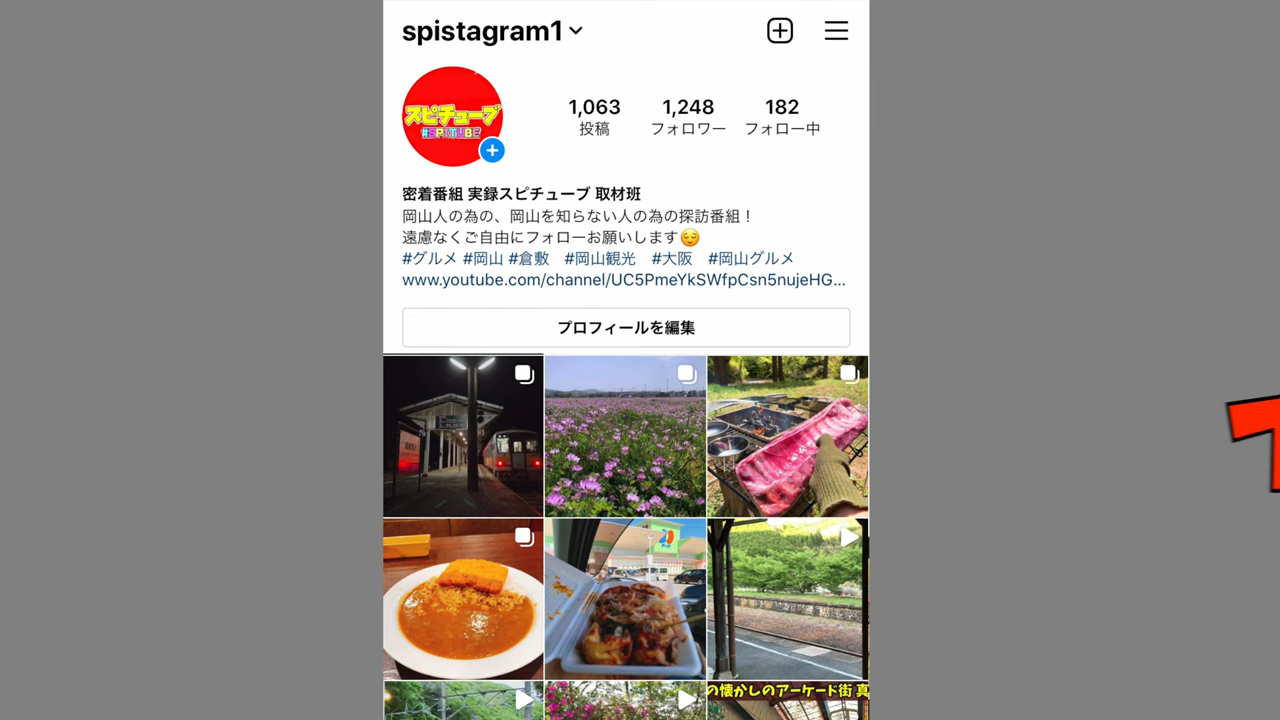 spistagram1
スピチューブ
#SPITUBE
1,063
投稿
1,248
フォロワー
182
フォロー中
密着番組 実録スピチューブ 取材班
岡山人の為の、岡山を知らない人の為の探訪番組！
遠慮なくご自由にフォローお願いします😌
#グルメ #岡山 #倉敷　#岡山観光　#大阪　#岡山グルメ
www.youtube.com/channel/UC5PmeYkSWfpCsn5nujeHG...
プロフィールを編集
の懐かしのアーケード街 真